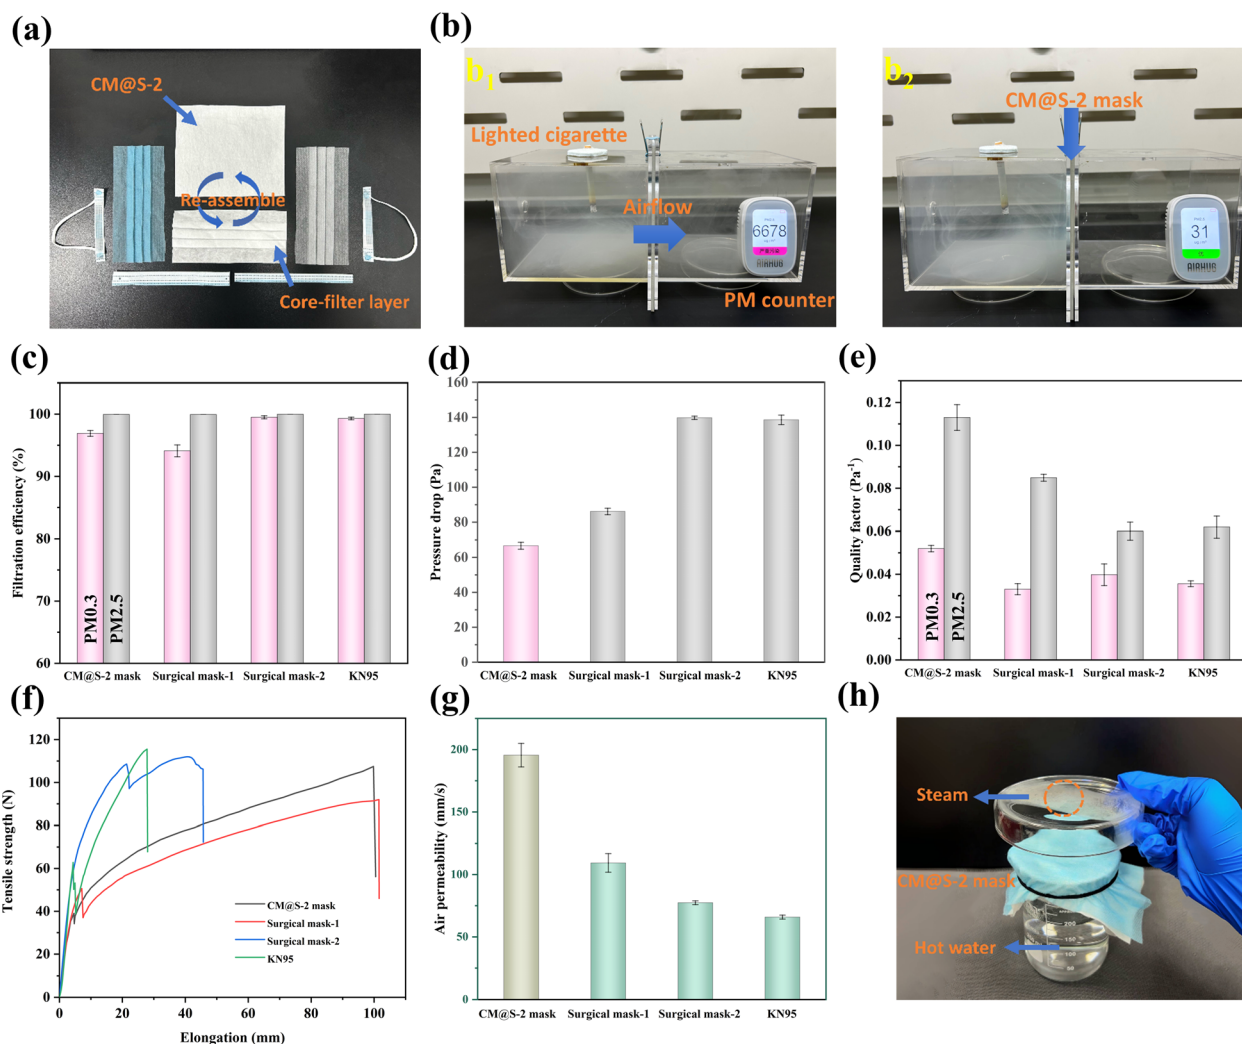 (a)
CM@S-2
Re-assemble
Core-filter layer
(b)
b1
Lighted cigarette
Airflow
6678
AIRHUG
PM counter
b2
CM@S-2 mask
31
AIRHUG
(c)
Filtration efficiency (%)
100
90
80
70
60
PM0.3
PM2.5
CM@S-2 mask
Surgical mask-1
Surgical mask-2
KN95
(d)
Pressure drop (Pa)
160
140
120
100
80
60
40
20
0
CM@S-2 mask
Surgical mask-1
Surgical mask-2
KN95
(e)
Quality factor (Pa⁻¹)
0.12
0.10
0.08
0.06
0.04
0.02
0.00
PM0.3
PM2.5
CM@S-2 mask
Surgical mask-1
Surgical mask-2
KN95
(f)
Tensile strength (N)
120
100
80
60
40
20
0
CM@S-2 mask
Surgical mask-1
Surgical mask-2
KN95
0 20 40 60 80 100
Elongation (mm)
(g)
Air permeability (mm/s)
200
150
100
50
0
CM@S-2 mask
Surgical mask-1
Surgical mask-2
KN95
(h)
Steam
CM@S-2 mask
Hot water
200
150
100
50